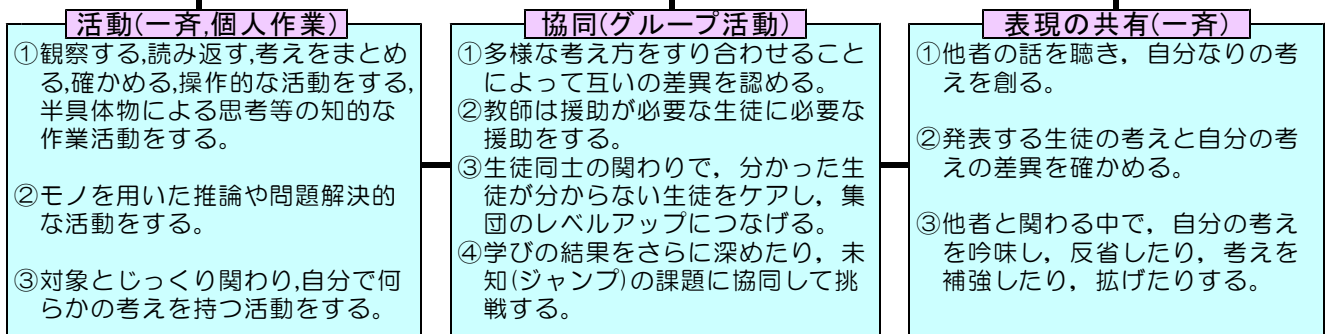 活動(一斉,個人作業)
①観察する,読み返す,考えをまとめ
る,確かめる,操作的な活動をする,
半具体物による思考等の知的な
作業活動をする。
②モノを用いた推論や問題解決的
な活動をする。
③対象とじっくり関わり,自分で何
らかの考えを持つ活動をする。
協同(グループ活動)
①多様な考え方をすり合わせること
によって互いの差異を認める。
②教師は援助が必要な生徒に必要な
援助をする。
③生徒同士の関わりで，分かった生
徒が分からない生徒をケアし，集
団のレベルアップにつなげる。
④学びの結果をさらに深めたり，未
知(ジャンプ)の課題に協同して挑
戦する。
表現の共有(一斉)
①他者の話を聴き，自分なりの考
えを創る。
②発表する生徒の考えと自分の考
えの差異を確かめる。
③他者と関わる中で，自分の考え
を吟味し，反省したり，考えを
補強したり，拡げたりする。